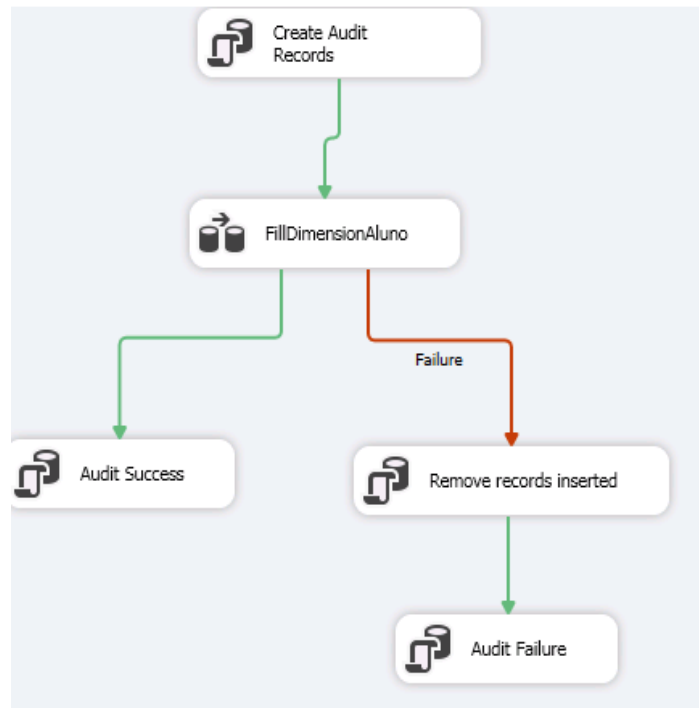 Create Audit
Records
FillDimensionAluno
Failure
Audit Success
Remove records inserted
Audit Failure